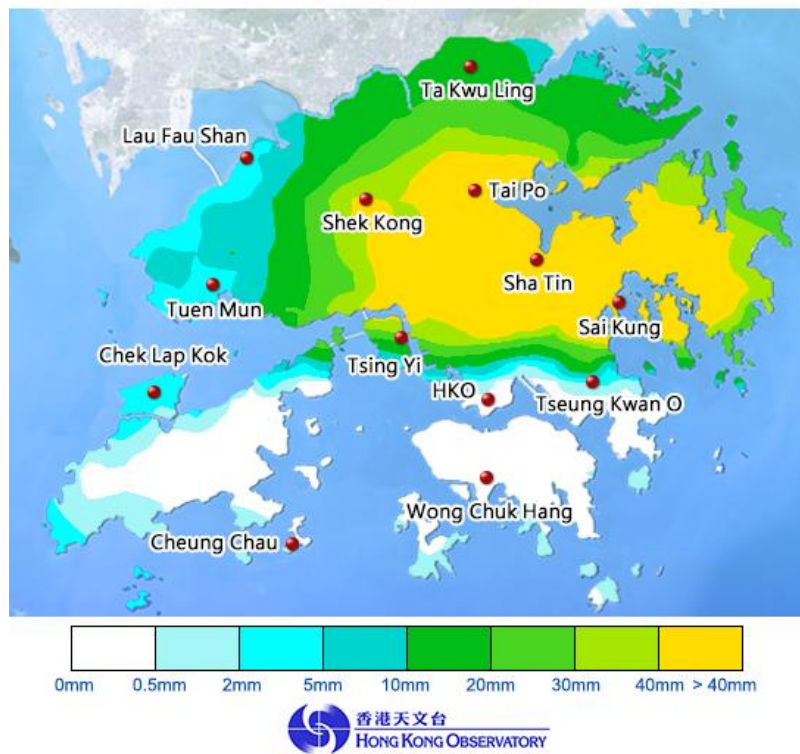 Ta Kwu Ling
Lau Fau Shan
Tai Po
Shek Kong
Sha Tin
Tuen Mun
Sai Kung
Chek Lap Kok
Tsing Yi
HKO
Tseung Kwan O
Wong Chuk Hang
Cheung Chau
0mm 0.5mm 2mm 5mm 10mm 20mm 30mm 40mm > 40mm
香港天文台
HONG KONG OBSERVATORY